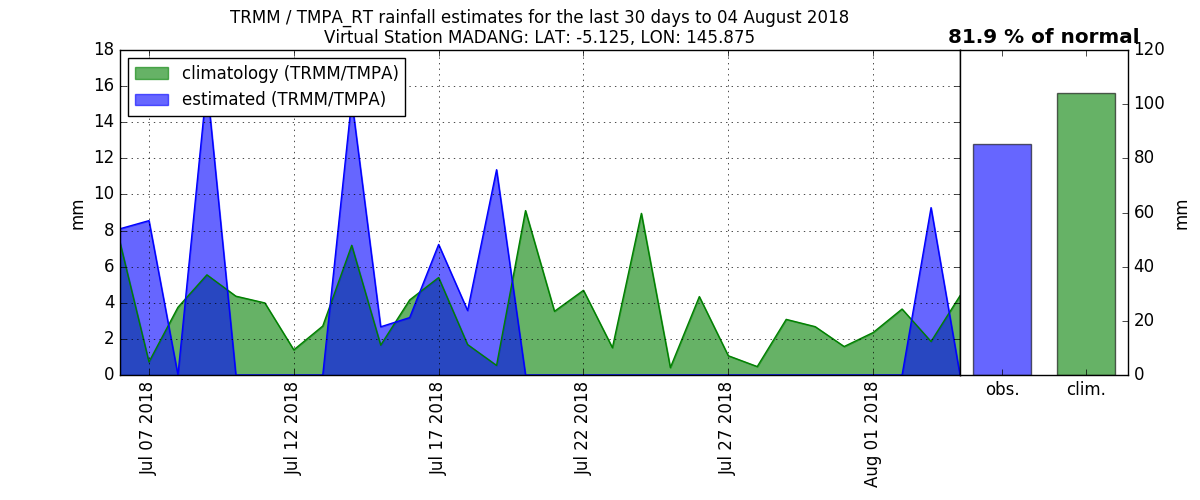 TRMM / TMPA_RT rainfall estimates for the last 30 days to 04 August 2018
Virtual Station MADANG: LAT: -5.125, LON: 145.875
81.9 % of normal
climatology (TRMM/TMPA)
estimated (TRMM/TMPA)
18
16
14
12
10
8
6
4
2
0
mm
Jul 07 2018
Jul 12 2018
Jul 17 2018
Jul 22 2018
Jul 27 2018
Aug 01 2018
obs.
clim.
120
100
80
60
40
20
0
mm